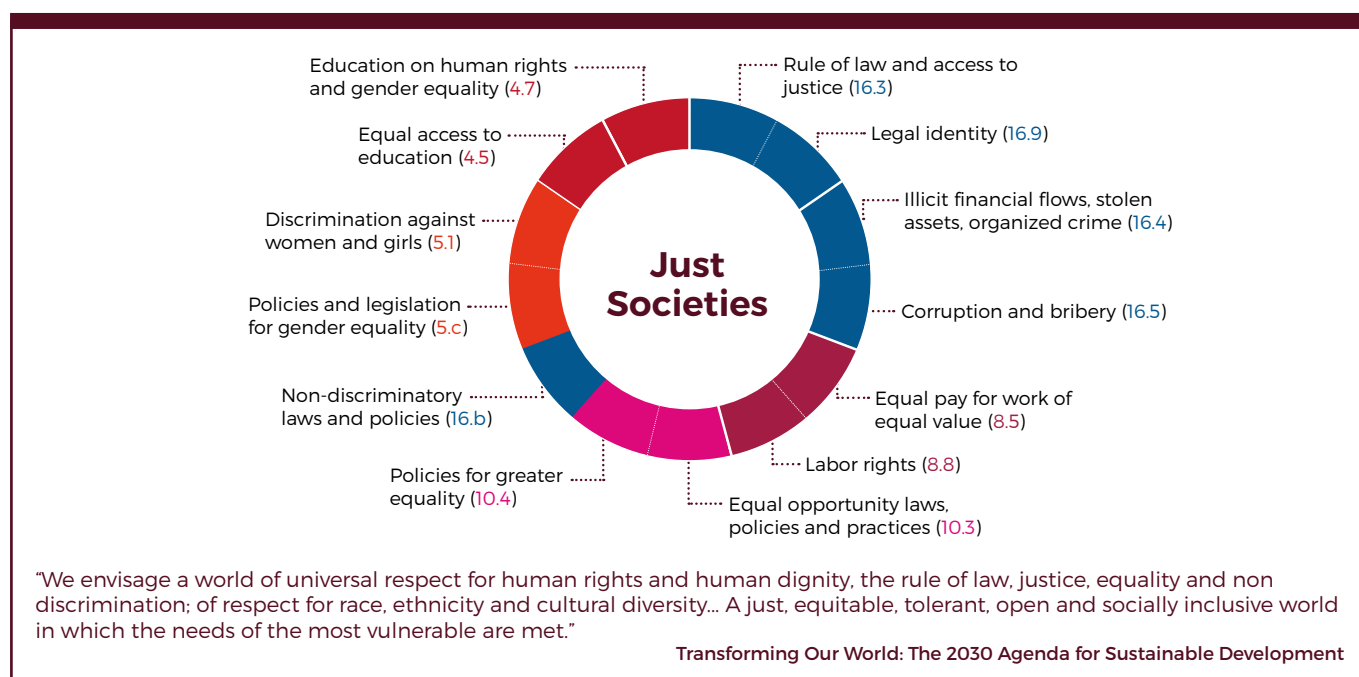 Education on human rights
and gender equality (4.7)
Rule of law and access to
justice (16.3)
Equal access to
education (4.5)
Legal identity (16.9)
Discrimination against
women and girls (5.1)
Illicit financial flows, stolen
assets, organized crime (16.4)
Just
Societies
Policies and legislation
for gender equality (5.c)
Corruption and bribery (16.5)
Non-discriminatory
laws and policies (16.b)
Equal pay for work of
equal value (8.5)
Policies for greater
equality (10.4)
Labor rights (8.8)
Equal opportunity laws,
policies and practices (10.3)
“We envisage a world of universal respect for human rights and human dignity, the rule of law, justice, equality and non
discrimination; of respect for race, ethnicity and cultural diversity... A just, equitable, tolerant, open and socially inclusive world
in which the needs of the most vulnerable are met.”
Transforming Our World: The 2030 Agenda for Sustainable Development